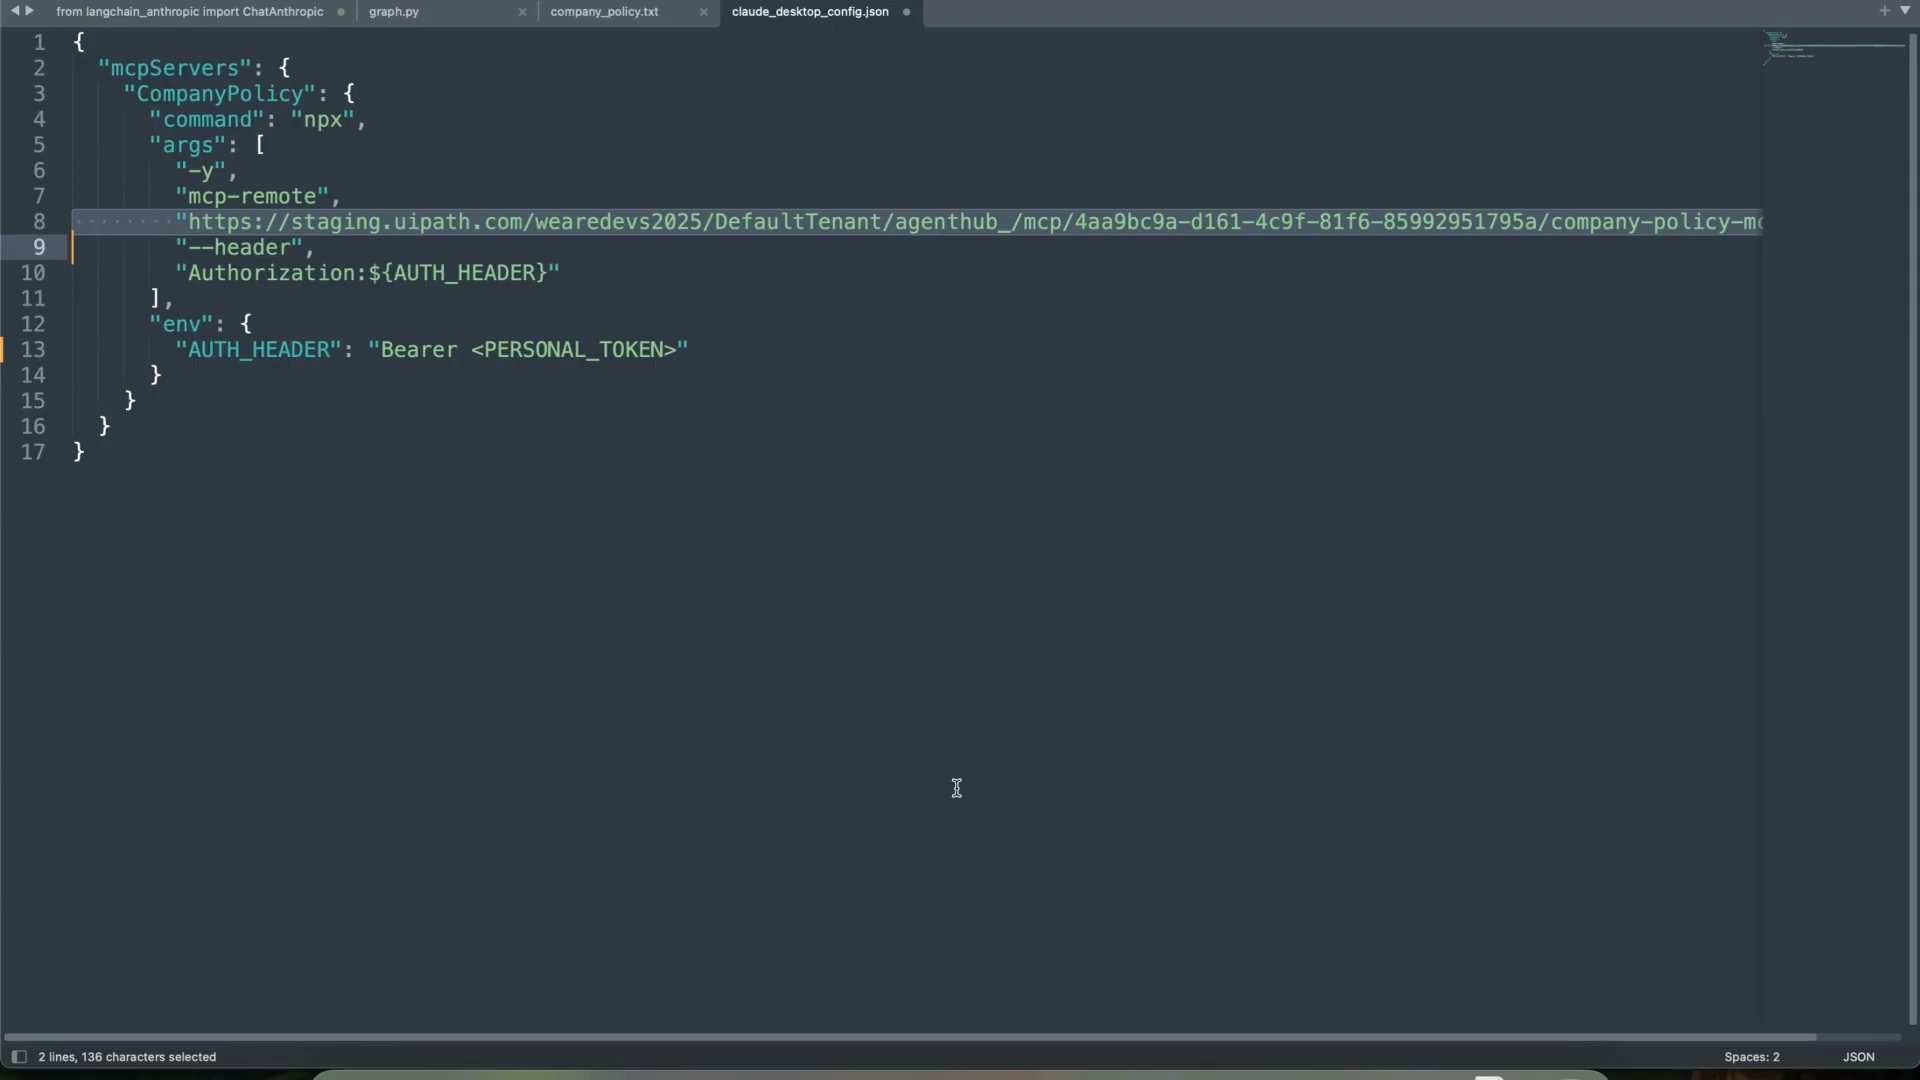 from langchain_anthropic import ChatAnthropic
graph.py
company_policy.txt
claude_desktop_config.json
1 {
2 "mcpServers": {
3 "CompanyPolicy": {
4 "command": "npx",
5 "args": [
6 "-y",
7 "mcp-remote",
8 "https://staging.uipath.com/wearedevs2025/DefaultTenant/agenthub_/mcp/4aa9bc9a-d161-4c9f-81f6-85992951795a/company-policy-mc
9 "--header",
10 "Authorization:${AUTH_HEADER}"
11 ],
12 "env": {
13 "AUTH_HEADER": "Bearer <PERSONAL_TOKEN>"
14 }
15 }
16 }
17 }
2 lines, 136 characters selected
Spaces: 2
JSON